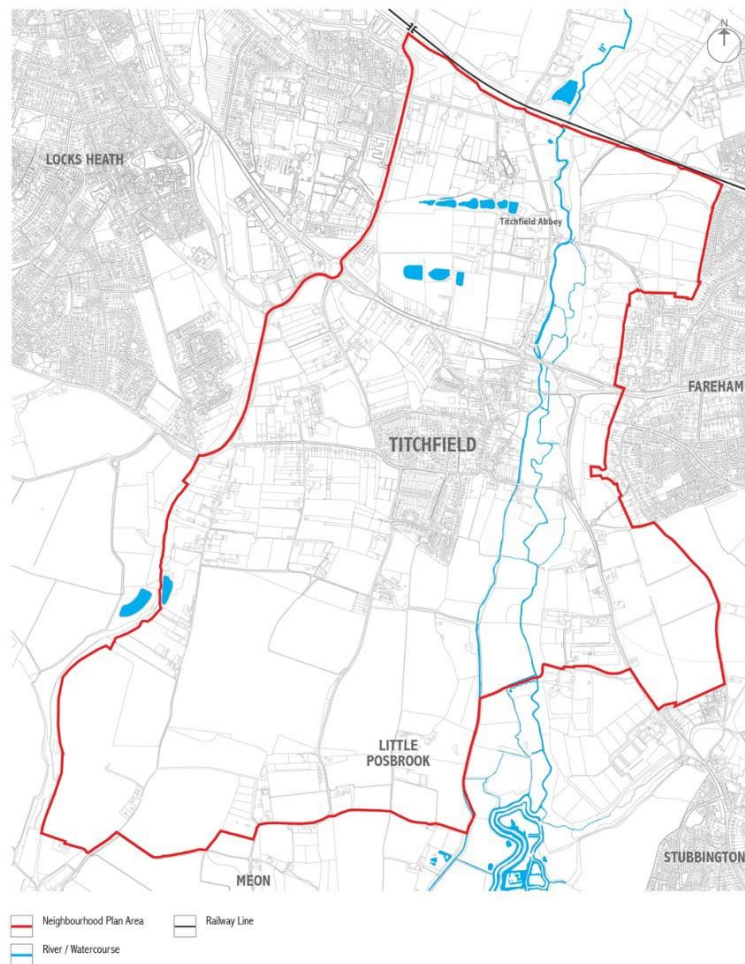 N
LOCKS HEATH
Titchfield Abbey
FAREHAM
TITCHFIELD
LITTLE
POSBROOK
STUBBINGTON
MEON
Neighbourhood Plan Area
Railway Line
River / Watercourse